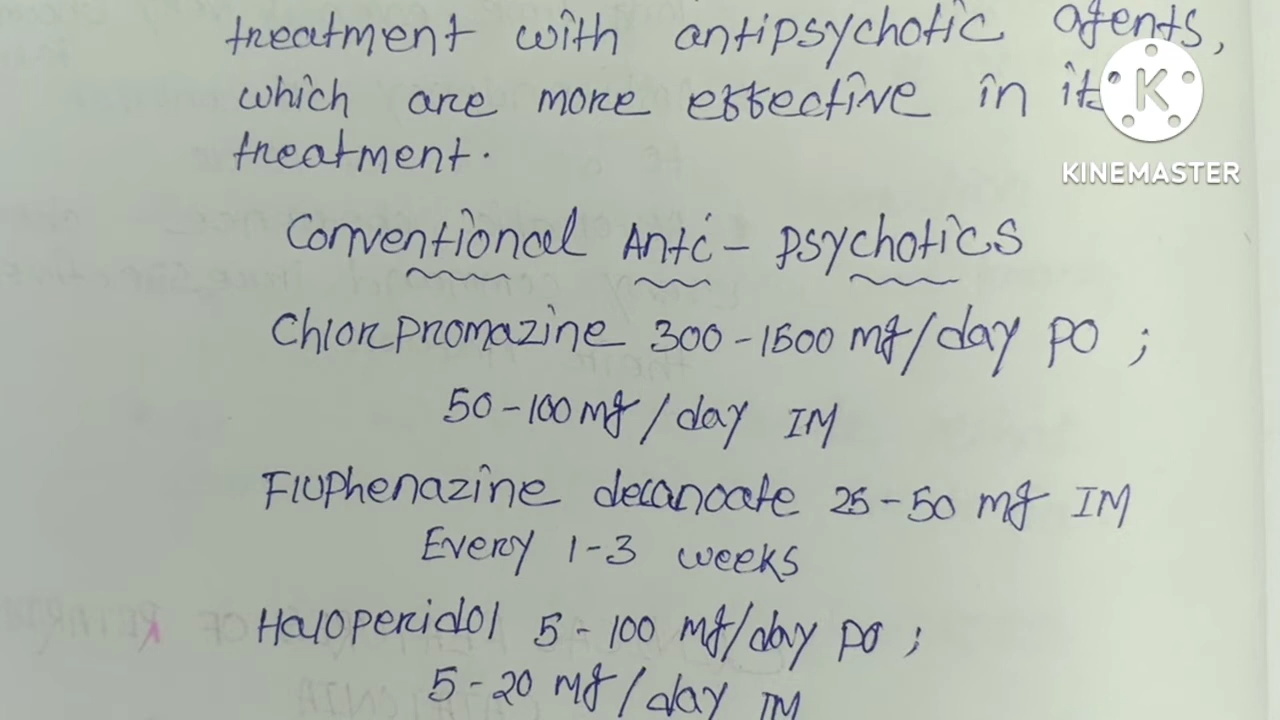 treatment with antipsychotic agents,
which are more effective in its
treatment.
K
KINEMASTER
Conventional Anti-psychotics
Chlorpromazine 300-1500 mg/day PO ;
50-100 mg/day IM
Fluphenazine decanoate 25-50 mg IM
Every 1-3 weeks
Haloperidol 5-100 mg/day PO ;
5-20 mg/day IM